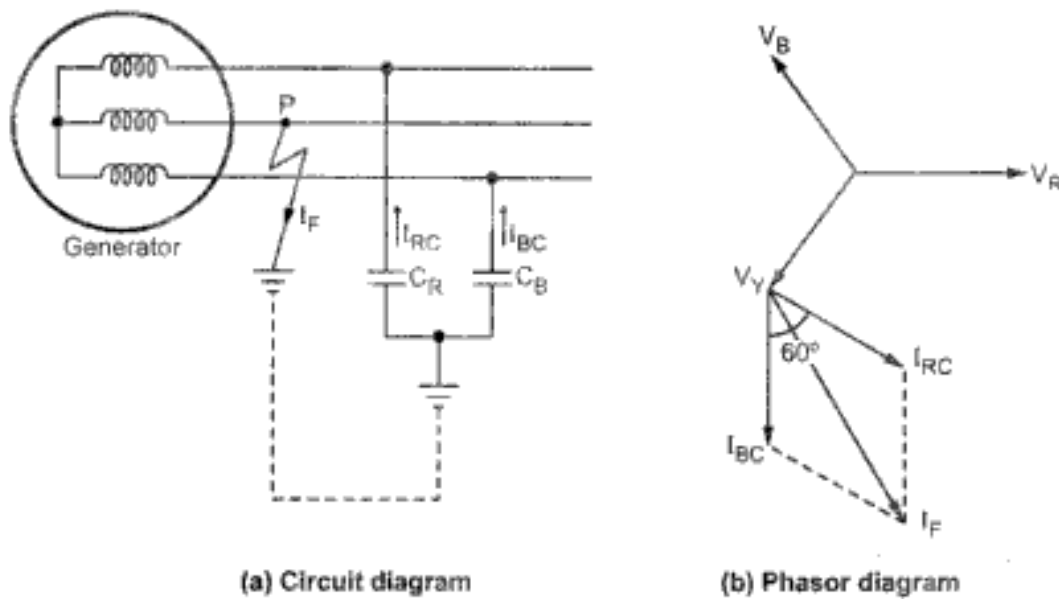 P
I_F
Generator
I_RC
I_BC
C_R
C_B
(a) Circuit diagram
V_B
V_R
V_Y
60°
I_RC
I_BC
I_F
(b) Phasor diagram